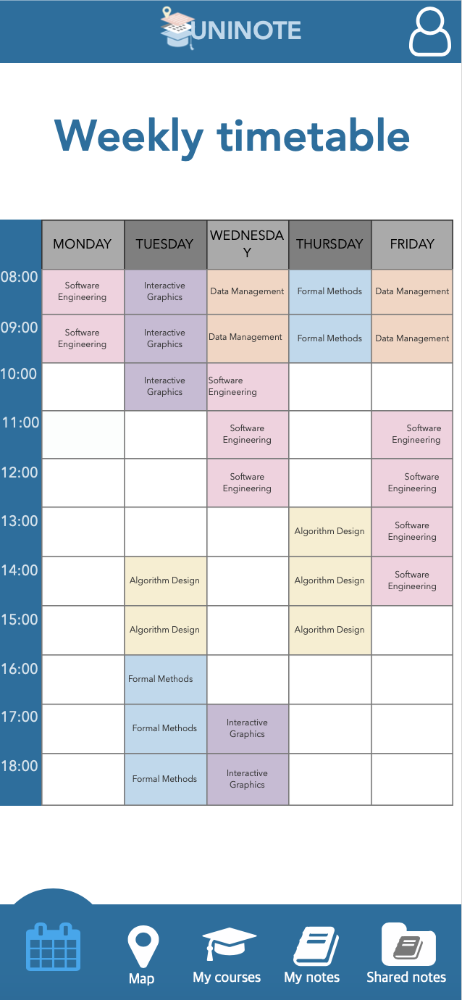 UNINOTE
Weekly timetable
MONDAY
TUESDAY
WEDNESDA
Y
THURSDAY
FRIDAY
08:00
Software
Engineering
Interactive
Graphics
Data Management
Formal Methods
Data Management
09:00
Software
Engineering
Interactive
Graphics
Data Management
Formal Methods
Data Management
10:00
Interactive
Graphics
Software
Engineering
11:00
Software
Engineering
Software
Engineering
12:00
Software
Engineering
Software
Engineering
13:00
Algorithm Design
Software
Engineering
14:00
Algorithm Design
Algorithm Design
Software
Engineering
15:00
Algorithm Design
Algorithm Design
16:00
Formal Methods
17:00
Formal Methods
Interactive
Graphics
18:00
Formal Methods
Interactive
Graphics
Map
My courses
My notes
Shared notes